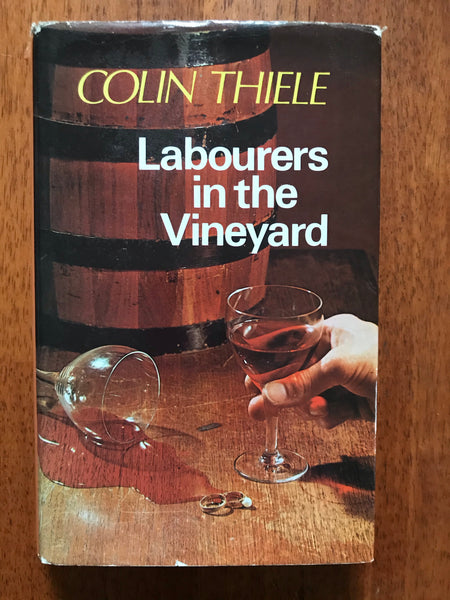 COLIN THIELE
Labourers
in the
Vineyard